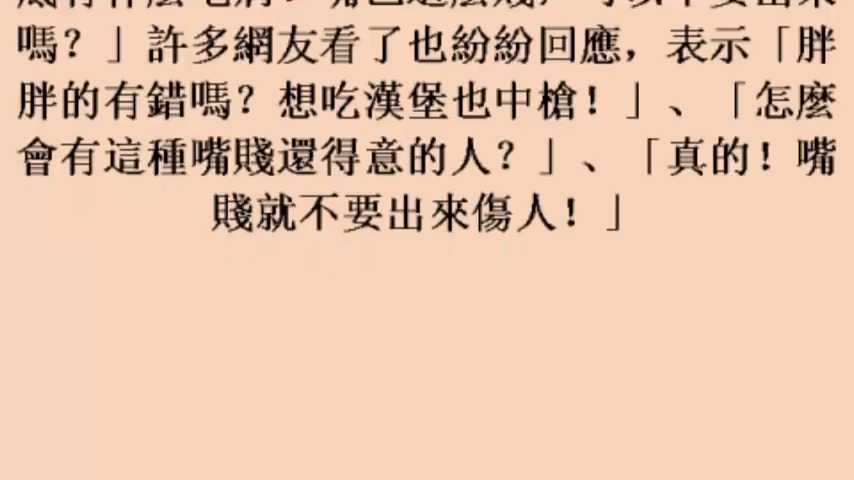 嗎？」許多網友看了也紛紛回應，表示「胖
胖的有錯嗎？想吃漢堡也中槍！」、「怎麼
會有這種嘴賤還得意的人？」、「真的！嘴
賤就不要出來傷人！」